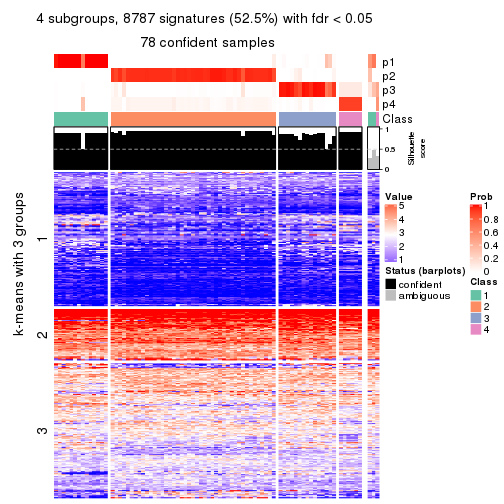 4 subgroups, 8787 signatures (52.5%) with fdr < 0.05
78 confident samples
p1
p2
p3
p4
Class
1
0.5
0
Silhouette
score
k-means with 3 groups
1
2
3
Value
5
4
3
2
1
Status (barplots)
confident
ambiguous
Prob
1
0.8
0.6
0.4
0.2
0
Class
1
2
3
4